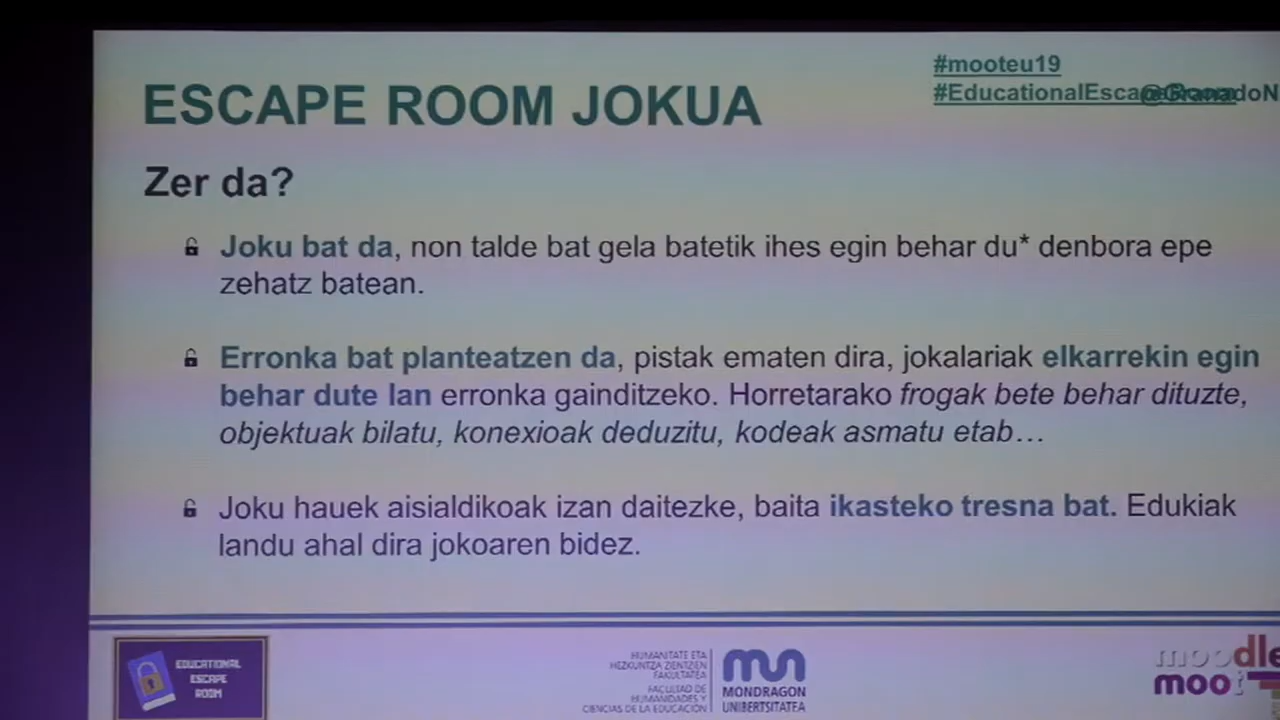 #mooteu19
ESCAPE ROOM JOKUA
Zer da?
Joku bat da, non talde bat gela batetik ihes egin behar du* denbora epe
zehatz batean.
Erronka bat planteatzen da, pistak ematen dira, jokalariak elkarrekin egin
behar dute lan erronka gainditzeko. Horretarako frogak bete behar dituzte,
objektuak bilatu, konexioak deduzitu, kodeak asmatu etab…
Joku hauek aisialdikoak izan daitezke, baita ikasteko tresna bat. Edukiak
landu ahal dira jokoaren bidez.
EDUCATIONAL
ESCAPE
ROOM
HUMANITATE ETA
HEZKUNTZA ZIENTZIEN
FAKULTATEA
FACULTAD DE
HUMANIDADES Y
CIENCIAS DE LA EDUCACIÓN
MONDRAGON
UNIBERTSITATEA
moodle
moot